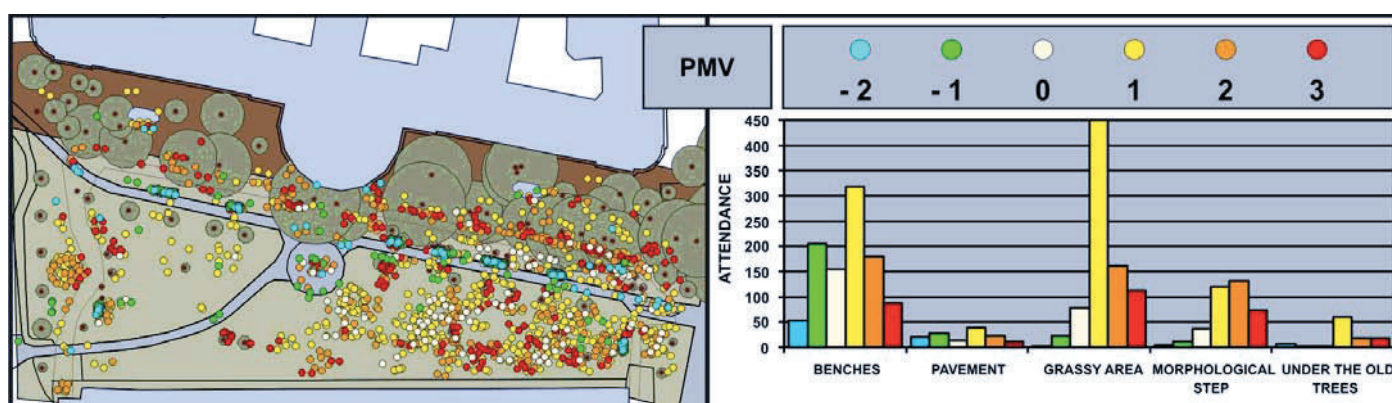 PMV
- 2 - 1 0 1 2 3
ATTENDANCE
450
400
350
300
250
200
150
100
50
0
BENCHES PAVEMENT GRASSY AREA MORPHOLOGICAL STEP UNDER THE OLD TREES